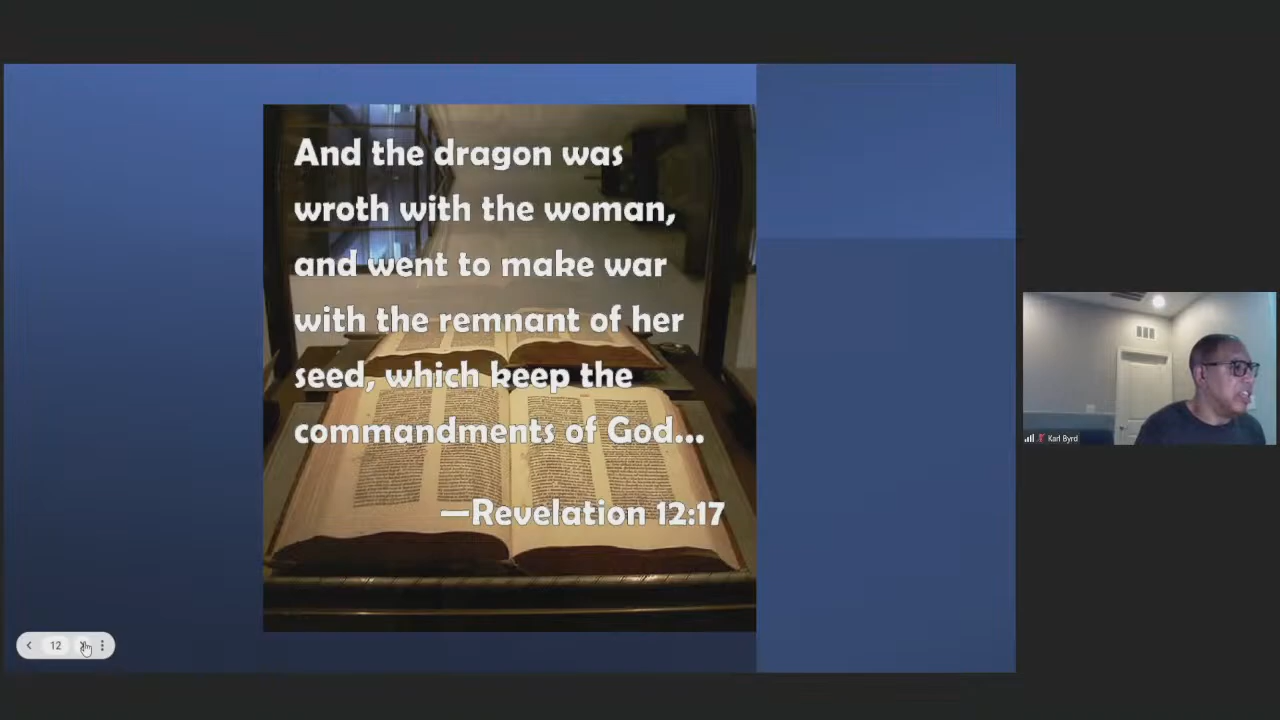 And the dragon was
wroth with the woman,
and went to make war
with the remnant of her
seed, which keep the
commandments of God...
—Revelation 12:17
12
Karl Byrd